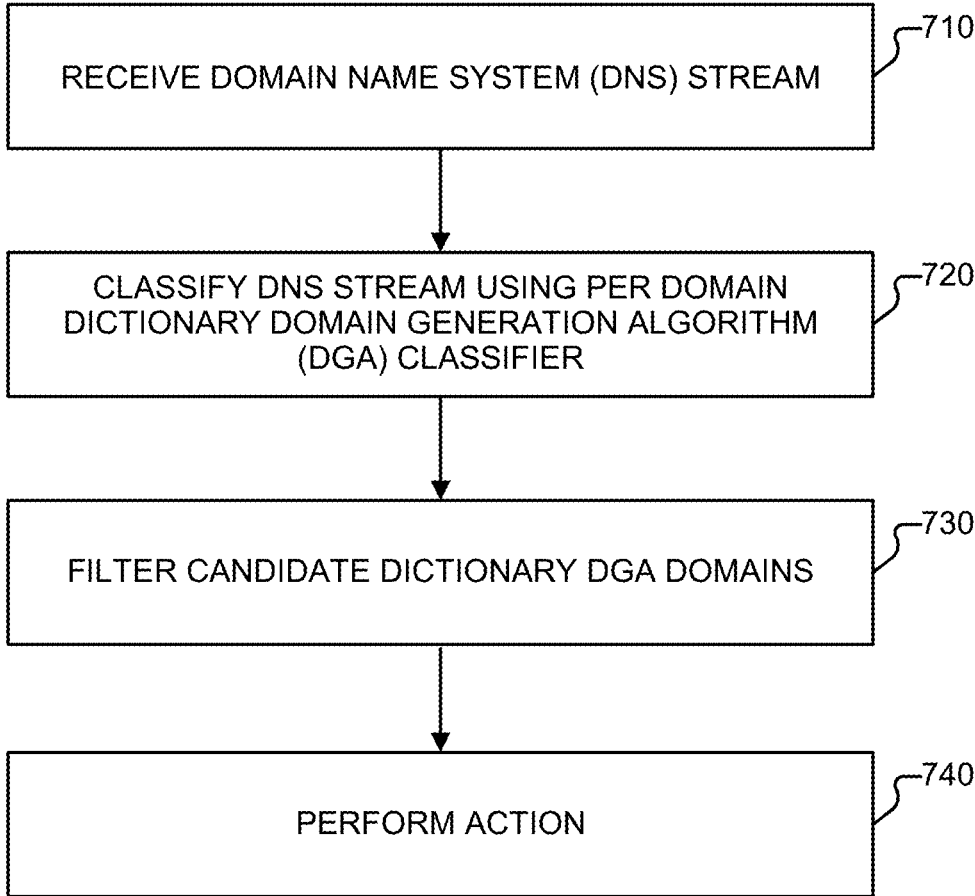 710
RECEIVE DOMAIN NAME SYSTEM (DNS) STREAM
720
CLASSIFY DNS STREAM USING PER DOMAIN
DICTIONARY DOMAIN GENERATION ALGORITHM
(DGA) CLASSIFIER
730
FILTER CANDIDATE DICTIONARY DGA DOMAINS
740
PERFORM ACTION